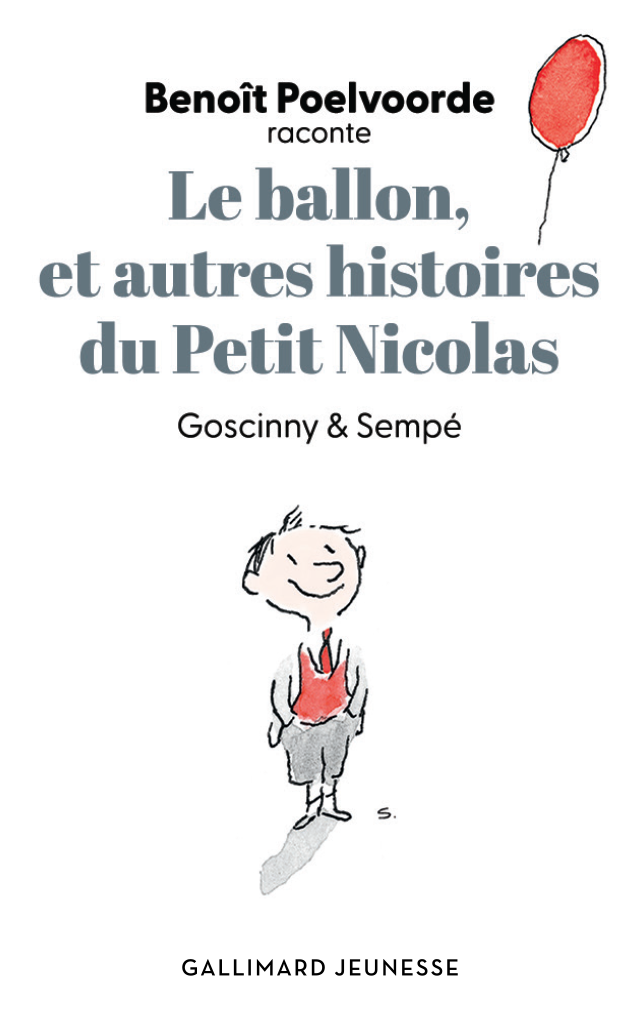 Benoît Poelvoorde
raconte
Le ballon,
et autres histoires
du Petit Nicolas
Goscinny & Sempé
S.
GALLIMARD JEUNESSE